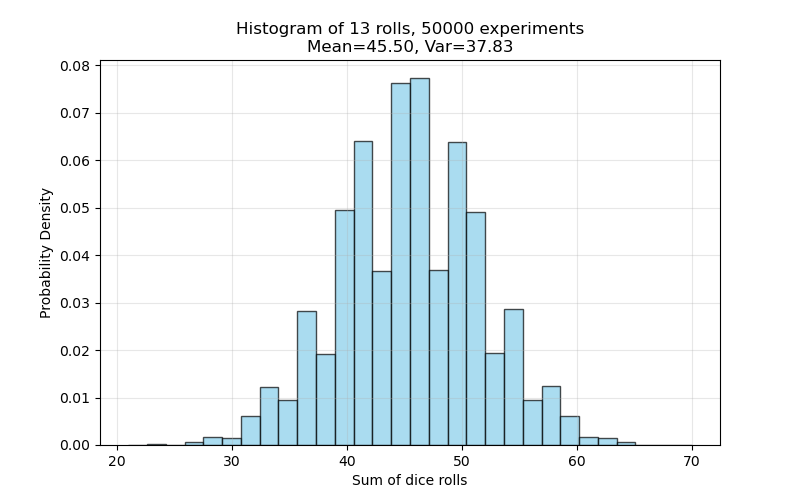 Histogram of 13 rolls, 50000 experiments
Mean=45.50, Var=37.83
0.08
0.07
0.06
0.05
0.04
0.03
0.02
0.01
0.00
Probability Density
20 30 40 50 60 70
Sum of dice rolls